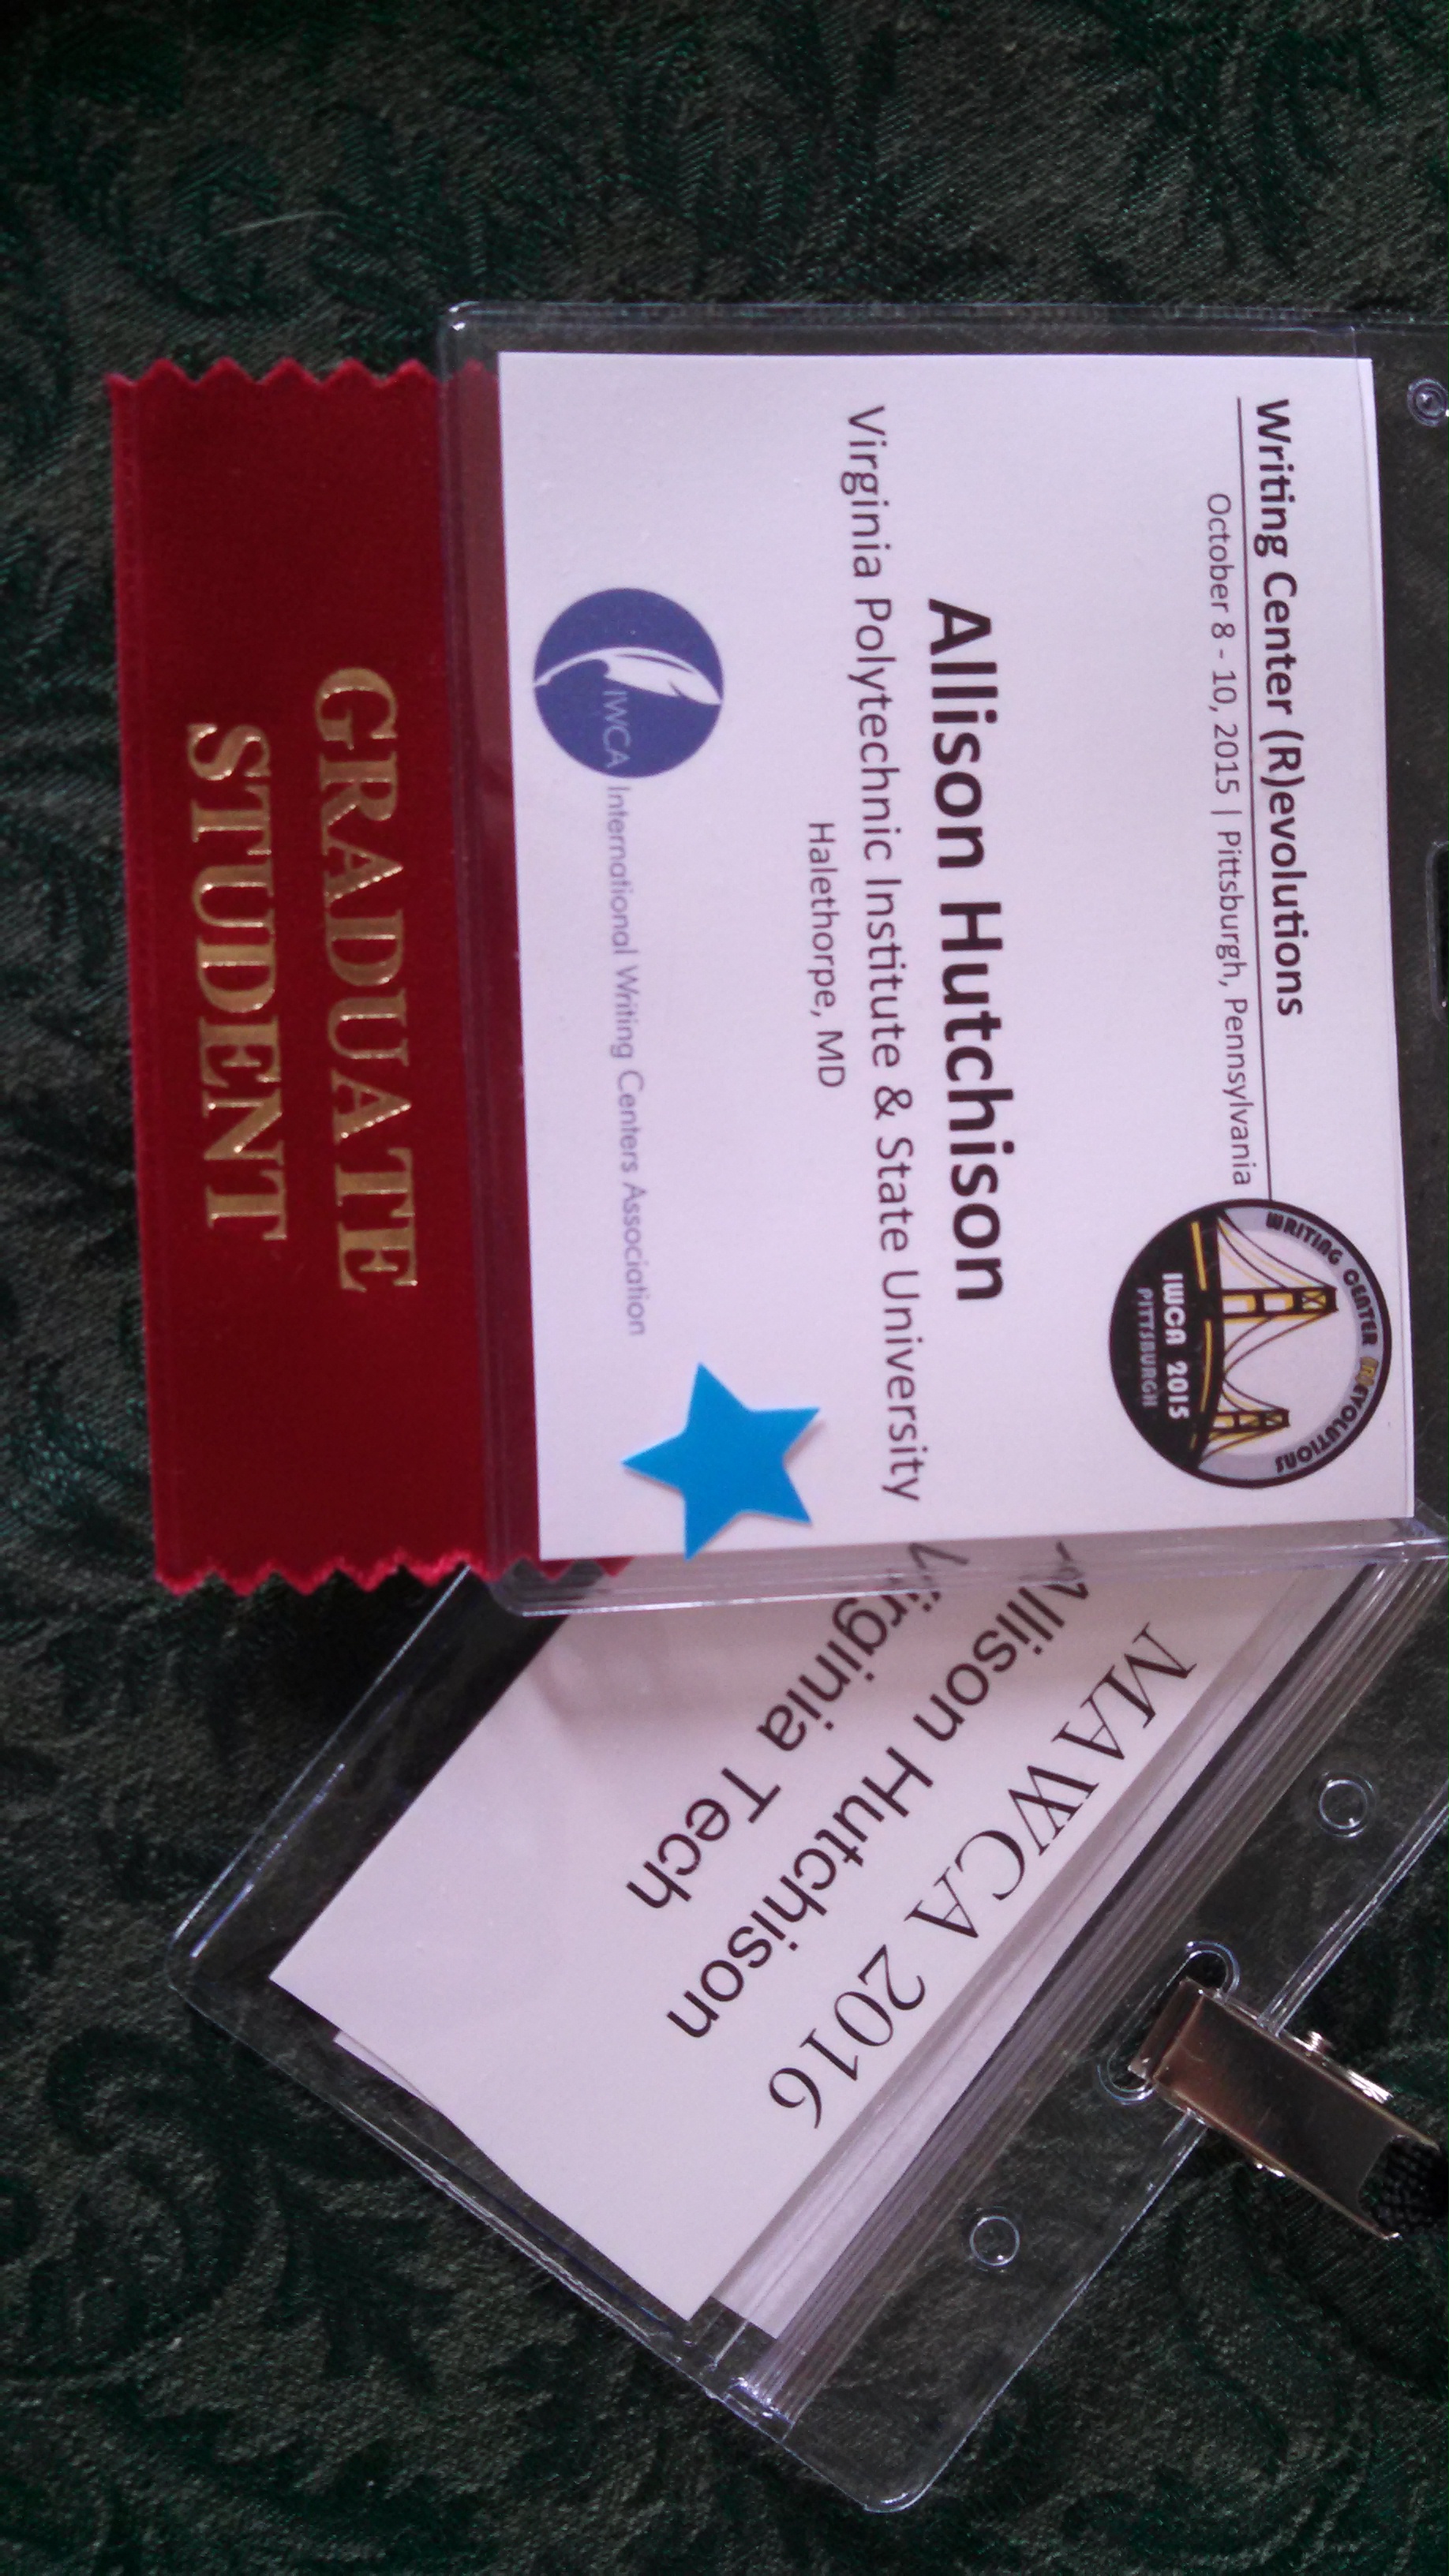 Writing Center (R)evolutions
October 8 - 10, 2015 | Pittsburgh, Pennsylvania
WRITING CENTER (R)EVOLUTIONS
IWCA 2015
PITTSBURGH
Allison Hutchison
Virginia Polytechnic Institute & State University
Halethorpe, MD
IWCA
International Writing Centers Association
GRADUATE
STUDENT
MAWCA 2016
Allison Hutchison
Virginia Tech